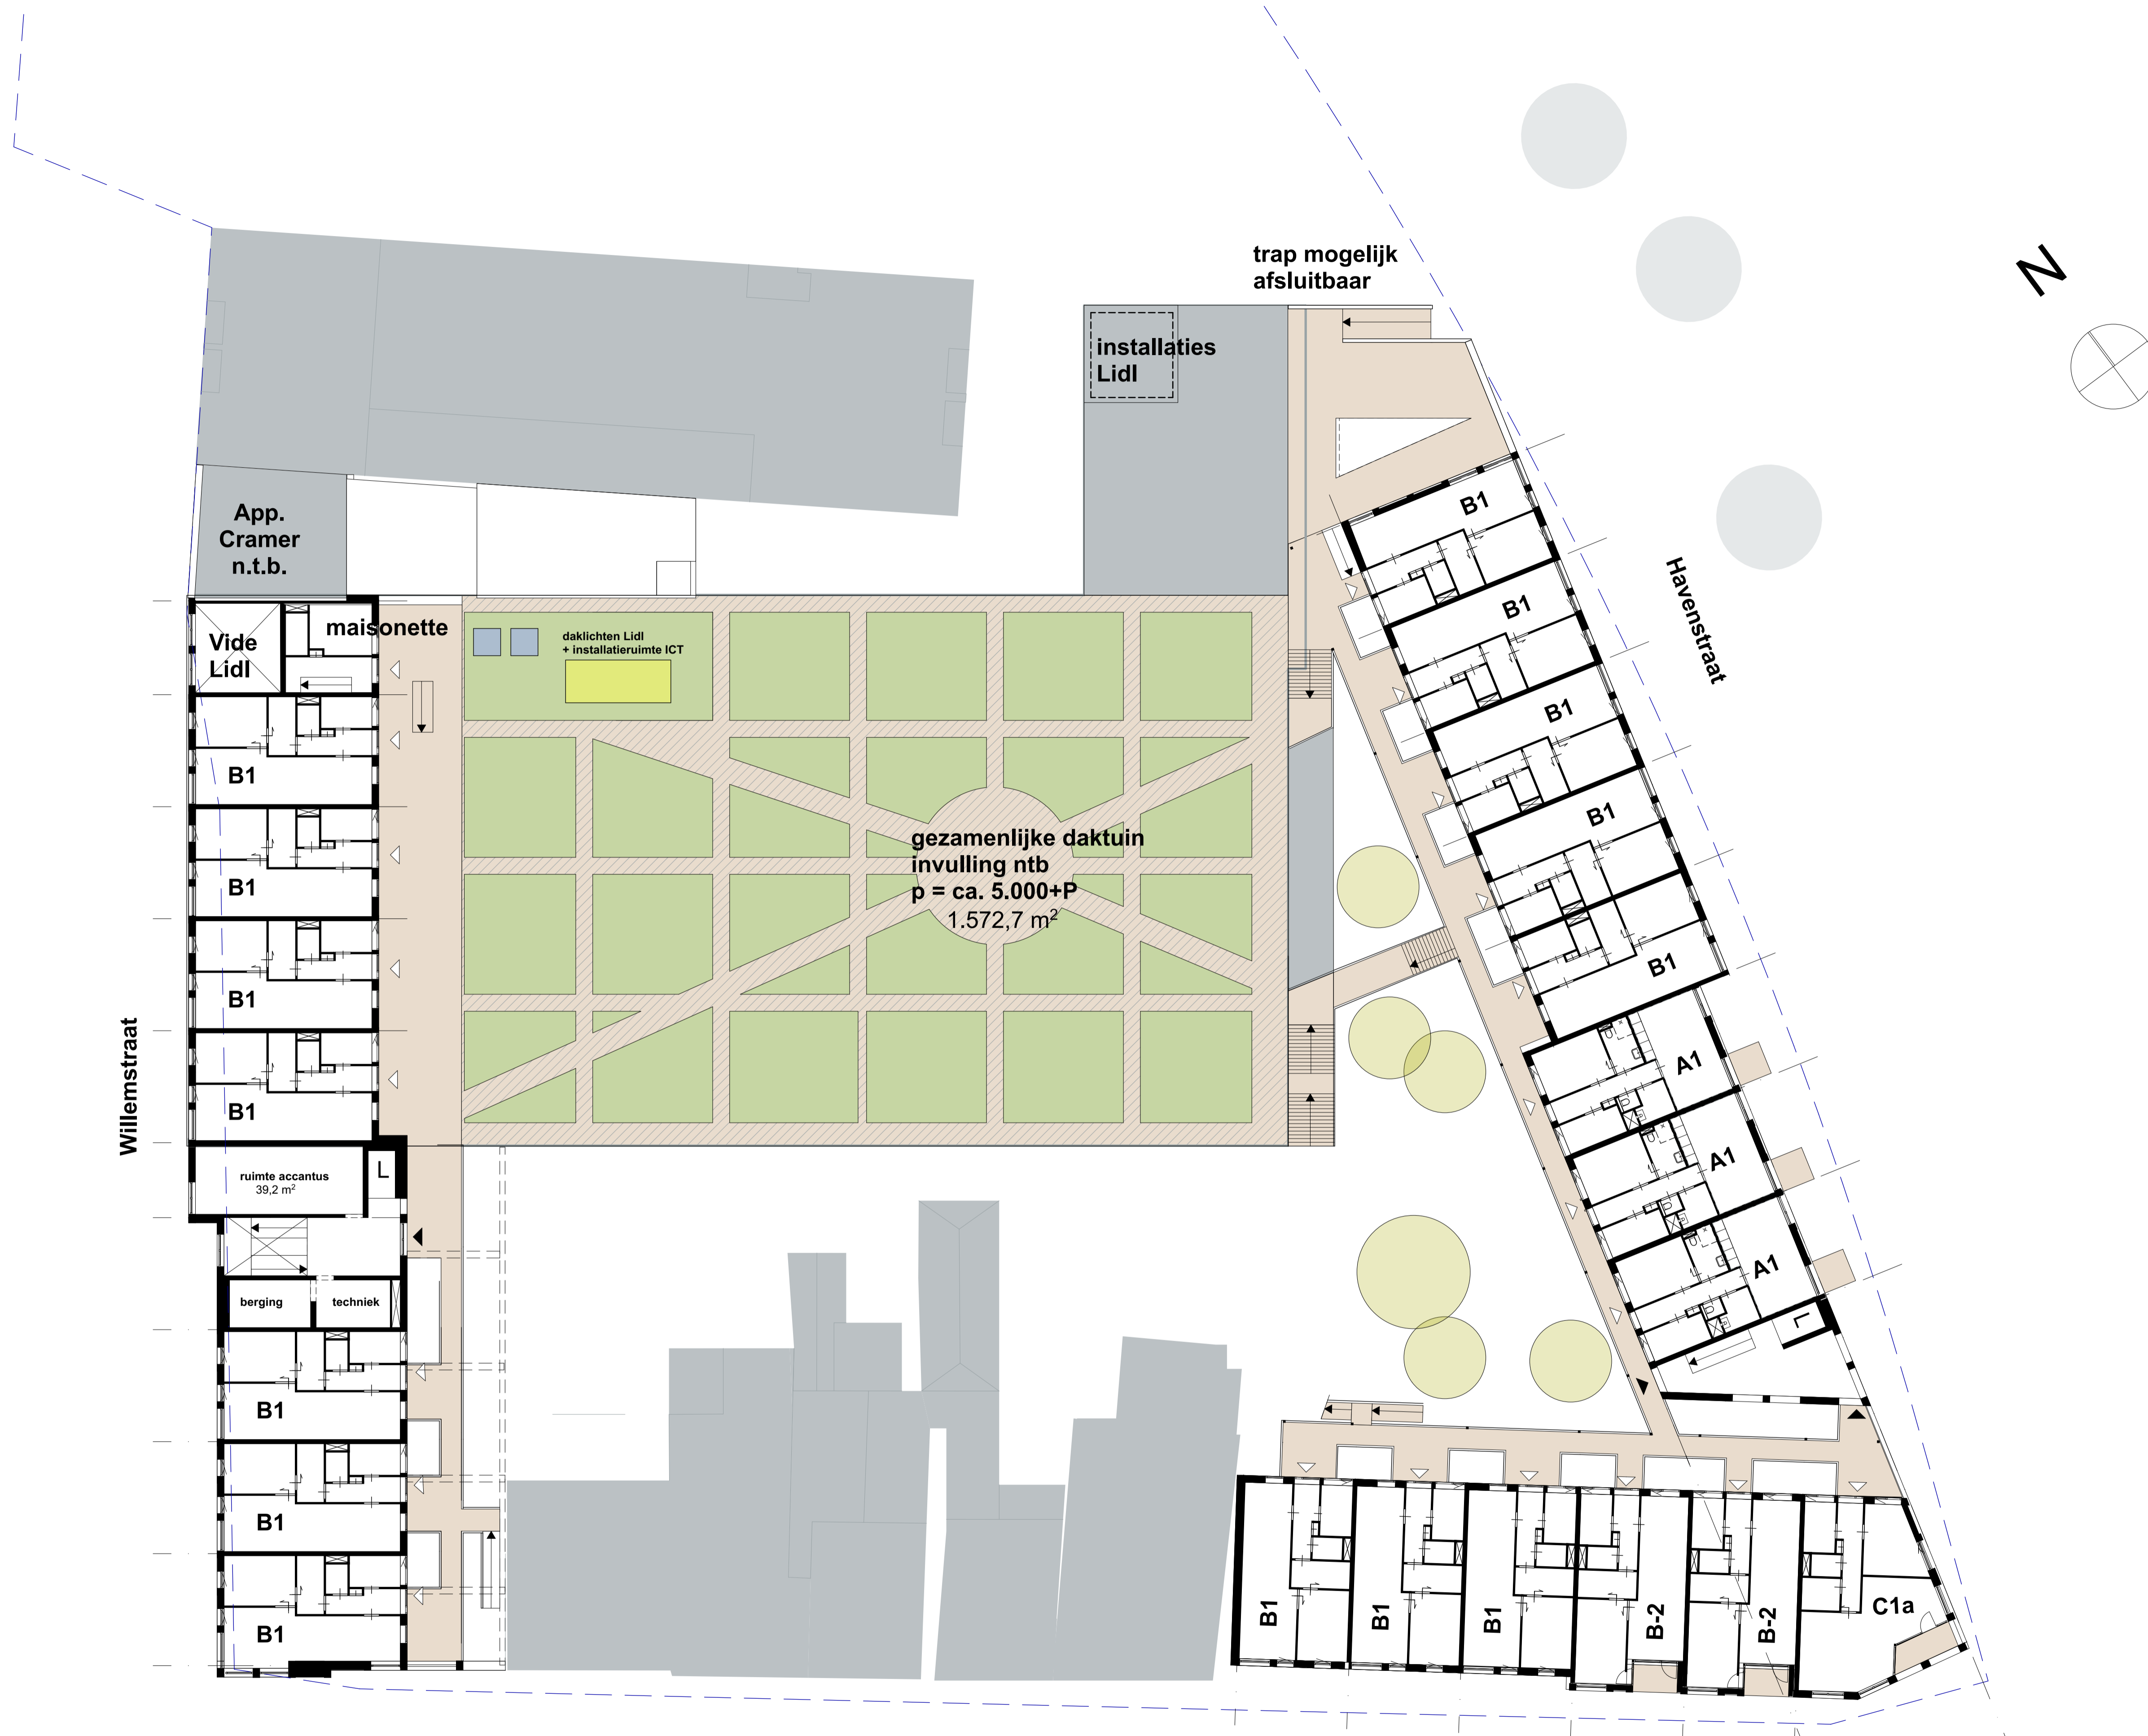 trap mogelijk
afsluitbaar
N
installaties
Lidl
App.
Cramer
n.t.b.
Vide
Lidl
maisonette
daklichten Lidl
+ installatieruimte ICT
B1
B1
B1
B1
Willemstraat
gezamenlijke daktuin
invulling ntb
p = ca. 5.000+P
1.572,7 m²
Havenstraat
B1
B1
B1
B1
B1
A1
A1
A1
L
ruimte accantus
39,2 m²
L
berging
techniek
B1
B1
B1
B1
B1
B1
B-2
B-2
C1a